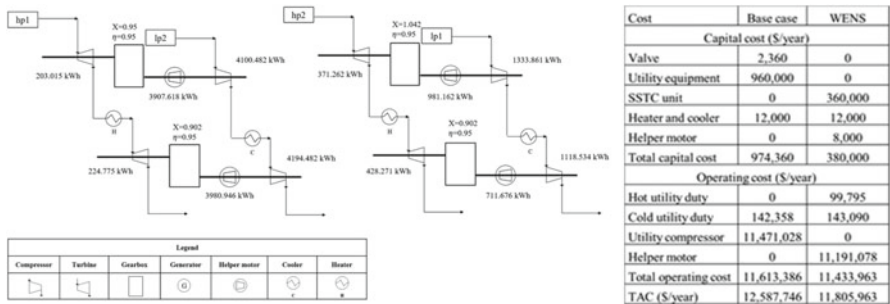 hp1
X=0.95
η=0.95
lp2
4100.482 kWh
203.015 kWh
3907.618 kWh
H
X=0.902
η=0.95
C
4194.482 kWh
224.775 kWh
3980.946 kWh
hp2
X=1.042
η=0.95
lp1
1333.861 kWh
371.262 kWh
981.162 kWh
H
X=0.902
η=0.95
C
1118.534 kWh
428.271 kWh
711.676 kWh
Legend
Compressor Turbine Gearbox Generator Helper motor Cooler Heater
G C H
Cost Base case WENS
Capital cost ($/year)
Valve 2,360 0
Utility equipment 960,000 0
SSTC unit 0 360,000
Heater and cooler 12,000 12,000
Helper motor 0 8,000
Total capital cost 974,360 380,000
Operating cost ($/year)
Hot utility duty 0 99,795
Cold utility duty 142,358 143,090
Utility compressor 11,471,028 0
Helper motor 0 11,191,078
Total operating cost 11,613,386 11,433,963
TAC ($/year) 12,587,746 11,805,963